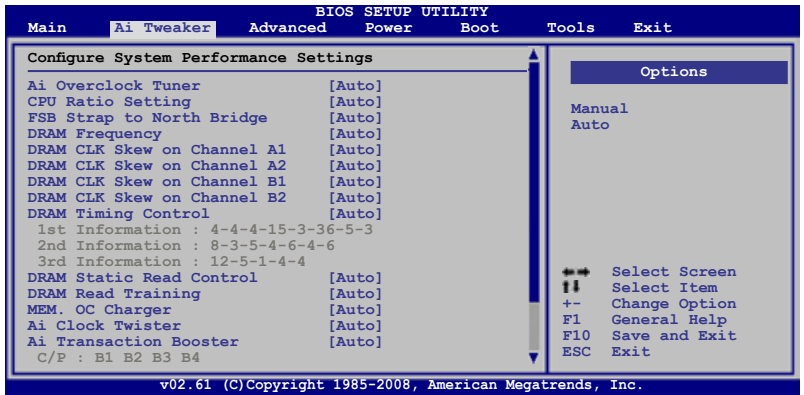 BIOS SETUP UTILITY
Main Ai Tweaker Advanced Power Boot Tools Exit
Configure System Performance Settings
Ai Overclock Tuner [Auto]
CPU Ratio Setting [Auto]
FSB Strap to North Bridge [Auto]
DRAM Frequency [Auto]
DRAM CLK Skew on Channel A1 [Auto]
DRAM CLK Skew on Channel A2 [Auto]
DRAM CLK Skew on Channel B1 [Auto]
DRAM CLK Skew on Channel B2 [Auto]
DRAM Timing Control [Auto]
1st Information : 4-4-4-15-3-36-5-3
2nd Information : 8-3-5-4-6-4-6
3rd Information : 12-5-1-4-4
DRAM Static Read Control [Auto]
DRAM Read Training [Auto]
MEM. OC Charger [Auto]
Ai Clock Twister [Auto]
Ai Transaction Booster [Auto]
C/P : B1 B2 B3 B4
Options
Manual
Auto
Select Screen
Select Item
+- Change Option
F1 General Help
F10 Save and Exit
ESC Exit
v02.61 (C)Copyright 1985-2008, American Megatrends, Inc.